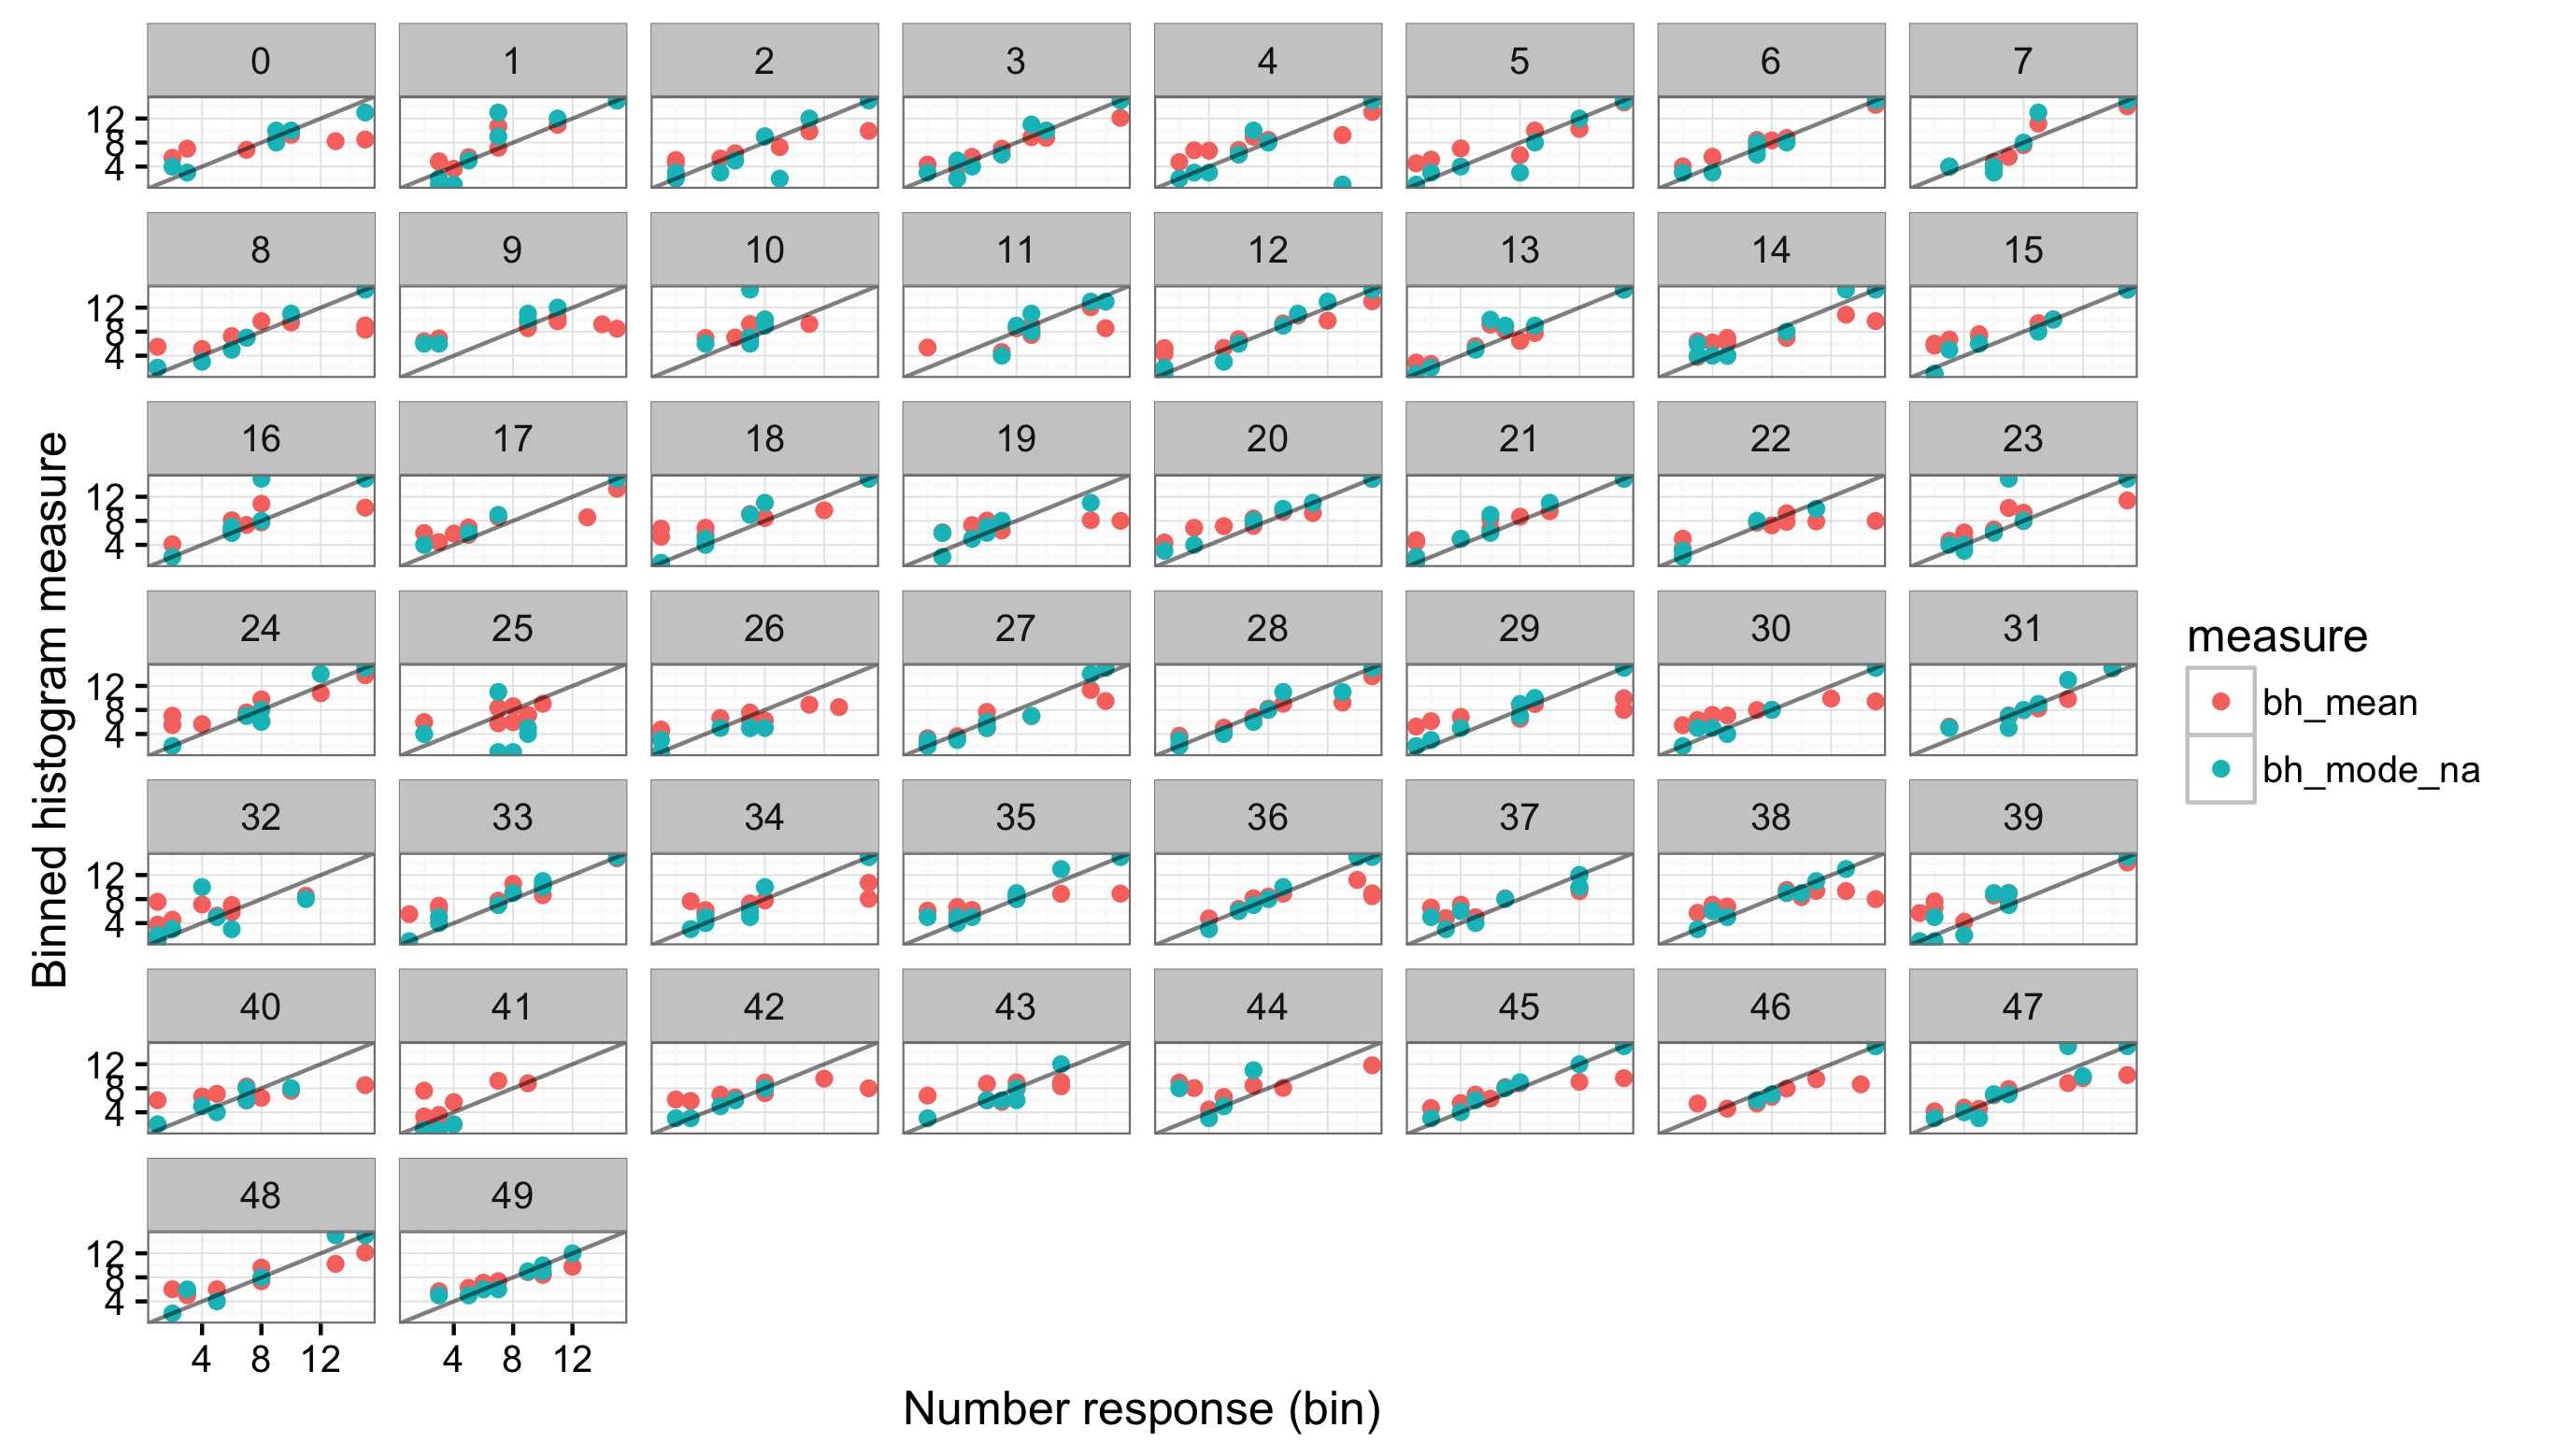 0 1 2 3 4 5 6 7
12
8
4
8 9 10 11 12 13 14 15
12
8
4
16 17 18 19 20 21 22 23
12
8
4
24 25 26 27 28 29 30 31
12
8
4
32 33 34 35 36 37 38 39
12
8
4
40 41 42 43 44 45 46 47
12
8
4
48 49
12
8
4
4 8 12 4 8 12
Number response (bin)
Binned histogram measure
measure
bh_mean
bh_mode_na